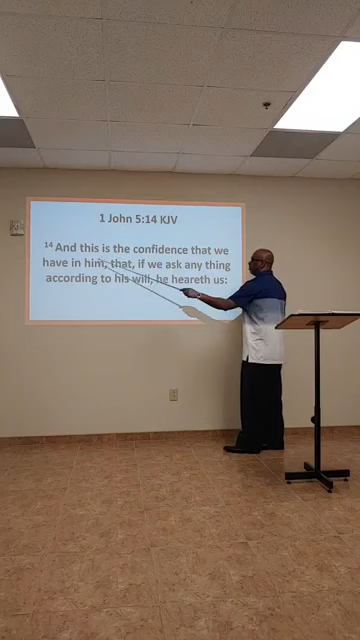 1 John 5:14 KJV
14 And this is the confidence that we
have in him, that, if we ask any thing
according to his will, he heareth us: